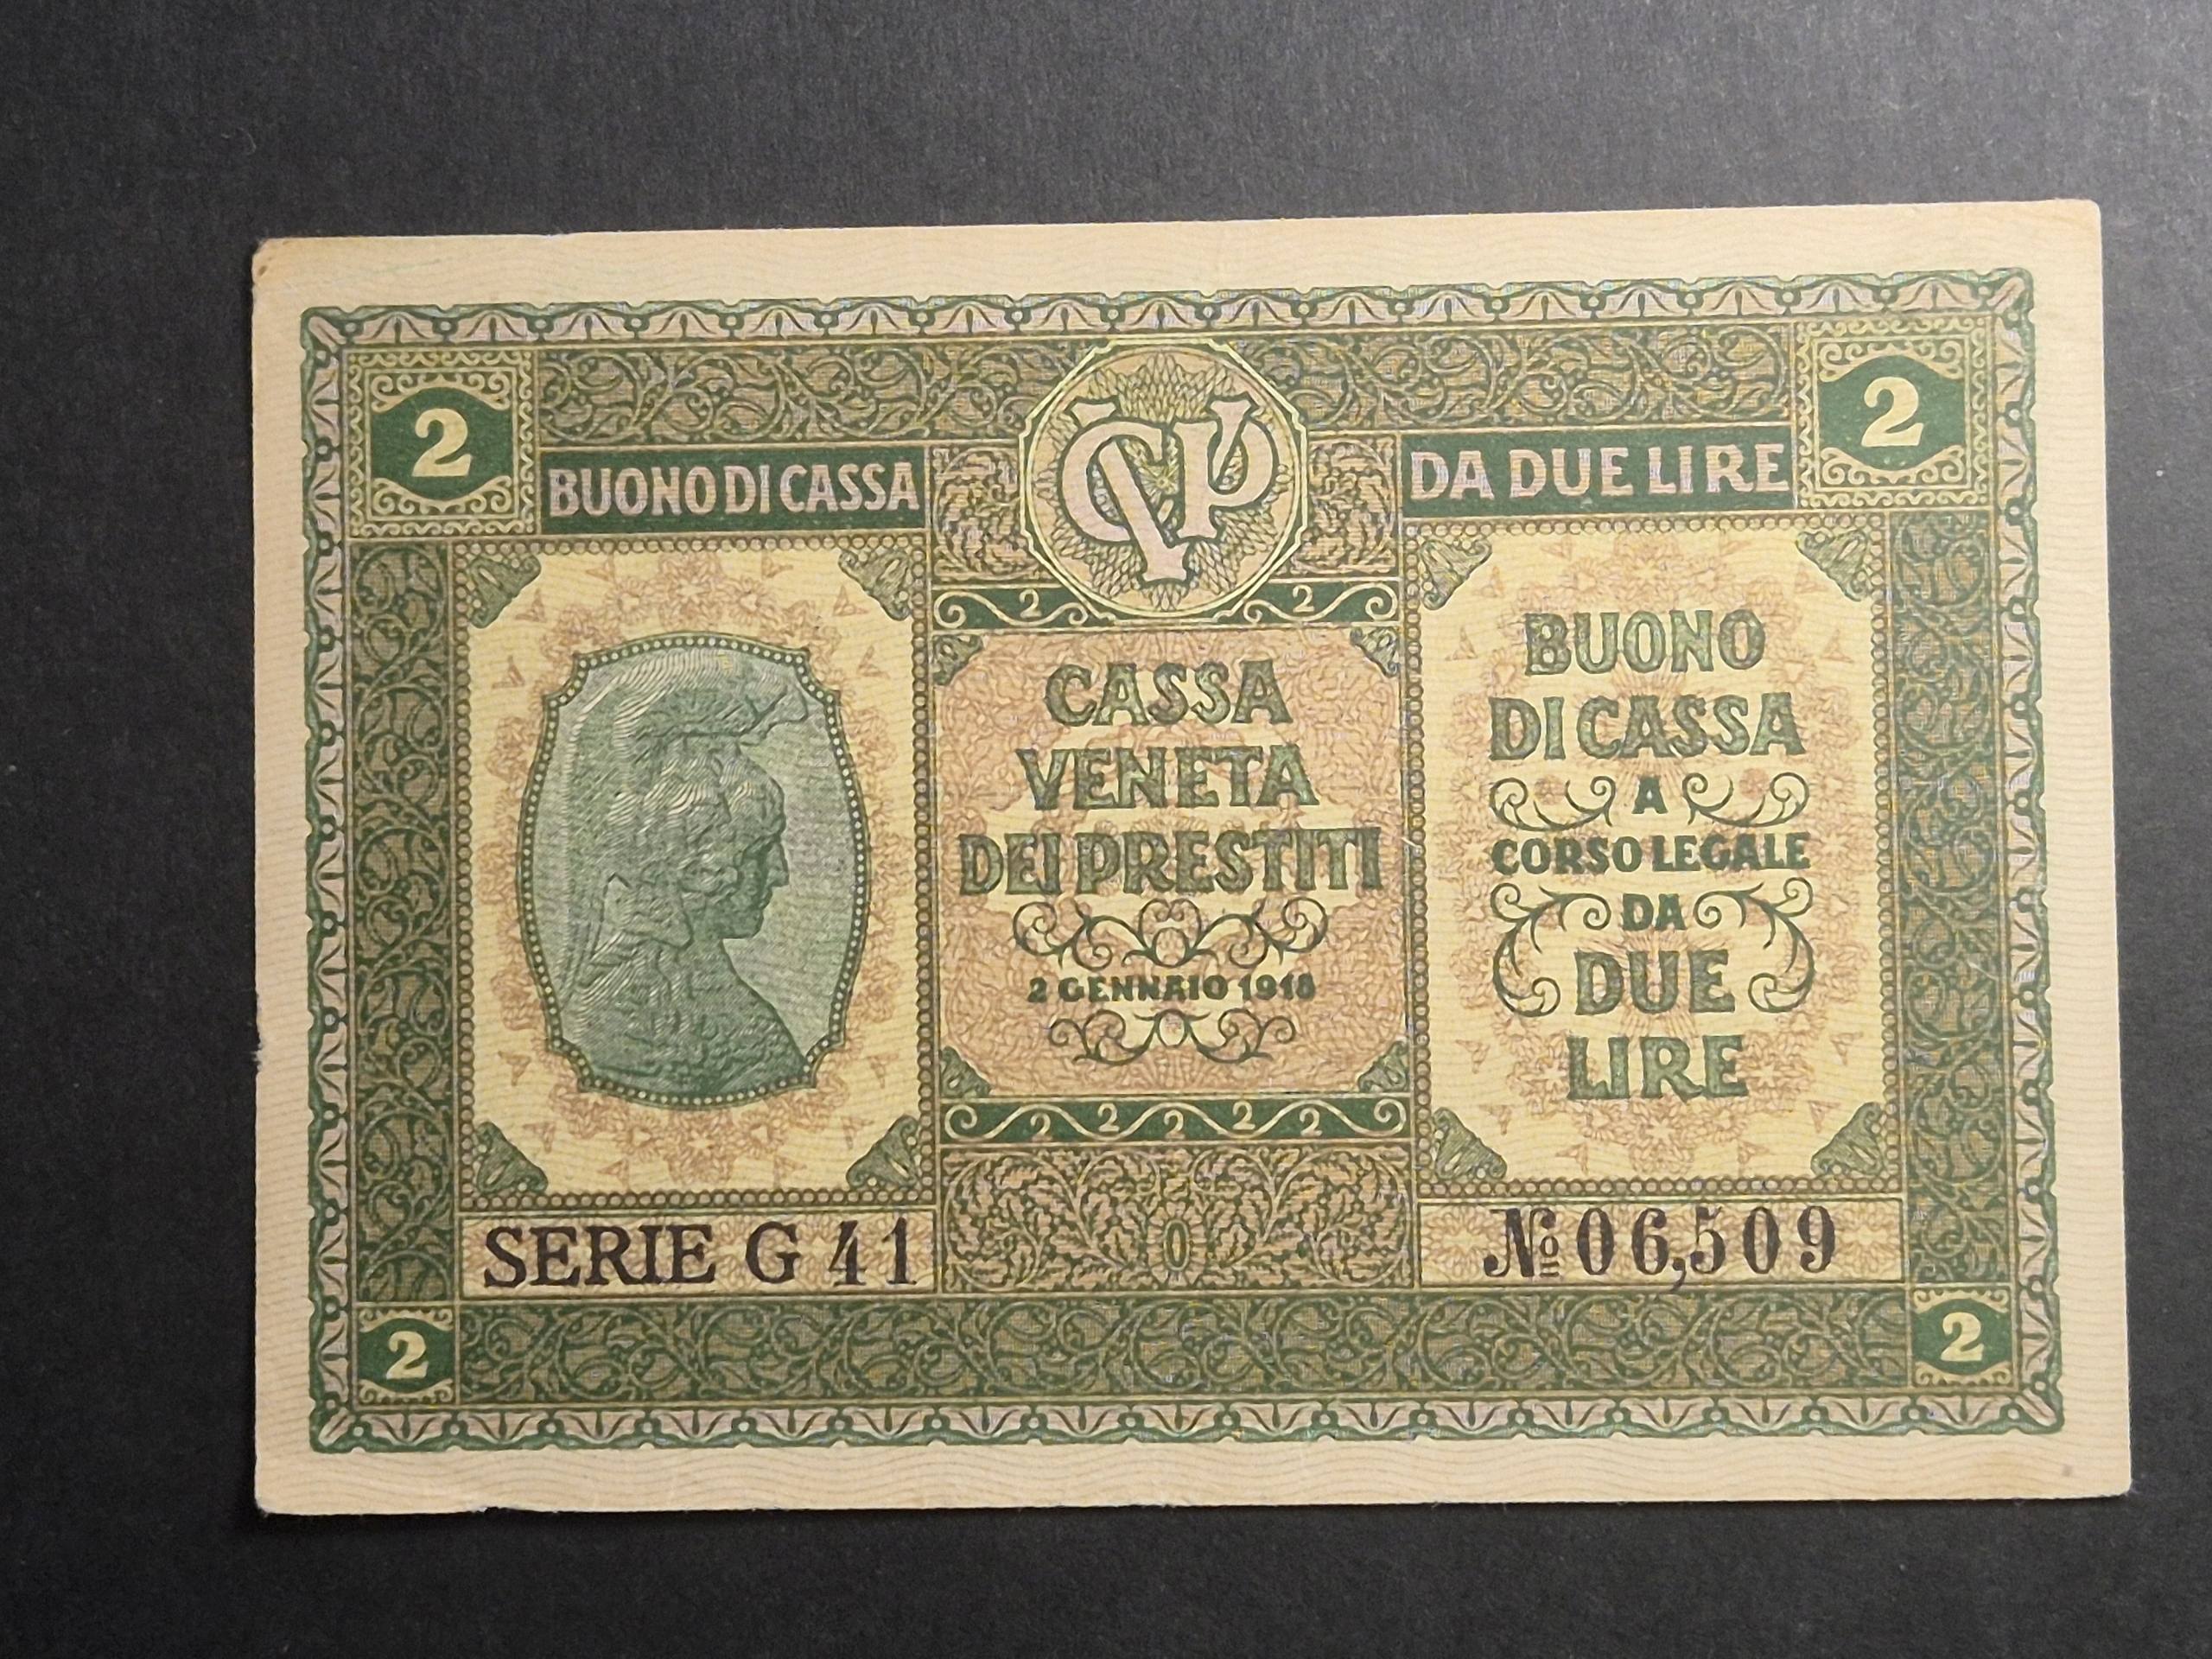 2
2
BUONO DI CASSA
CVP
DA DUE LIRE
2 2
CASSA
VENETA
DEI PRESTITI
2 GENNAIO 1918
2 2 2 2 2
BUONO
DI CASSA
A
CORSO LEGALE
DA
DUE
LIRE
SERIE G 41
No 06,509
2
2